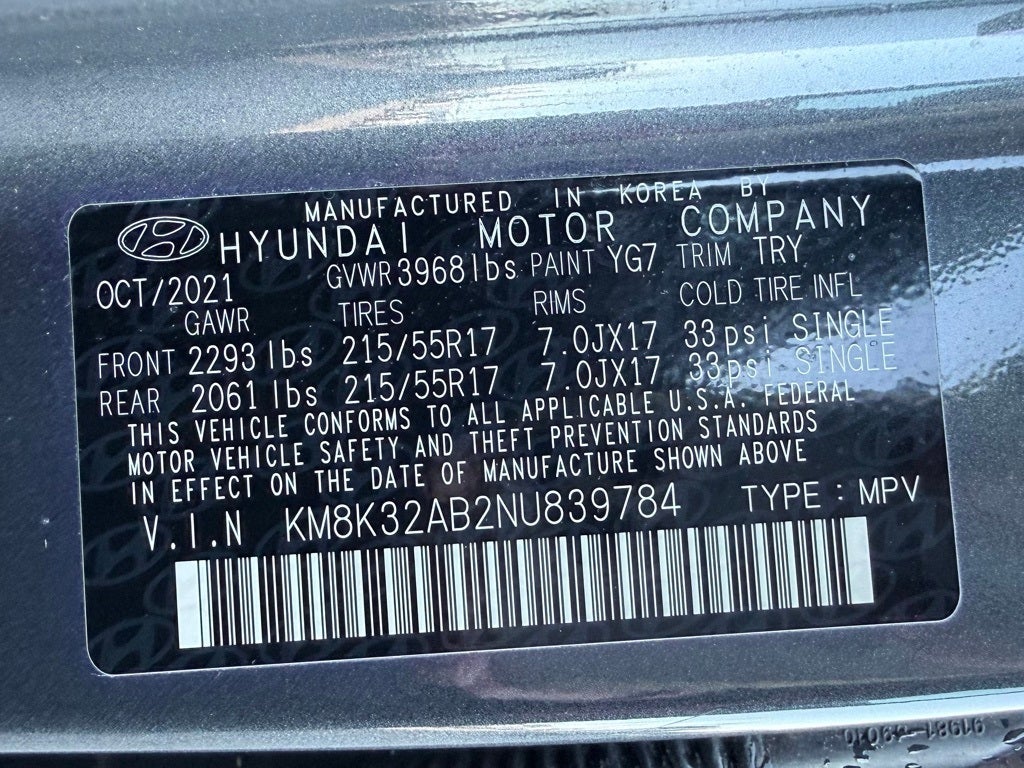 MANUFACTURED IN KOREA BY
HYUNDAI MOTOR COMPANY
OCT/2021 GVWR 3968 lbs PAINT YG7 TRIM TRY
GAWR TIRES RIMS COLD TIRE INFL
FRONT 2293 lbs 215/55R17 7.0JX17 33 psi SINGLE
REAR 2061 lbs 215/55R17 7.0JX17 33 psi SINGLE
THIS VEHICLE CONFORMS TO ALL APPLICABLE U.S.A. FEDERAL
MOTOR VEHICLE SAFETY AND THEFT PREVENTION STANDARDS
IN EFFECT ON THE DATE OF MANUFACTURE SHOWN ABOVE
V.I.N KM8K32AB2NU839784 TYPE : MPV